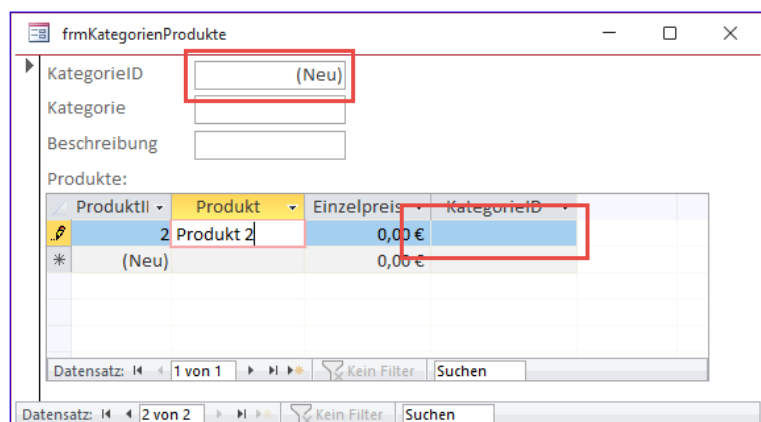 frmKategorienProdukte
KategorieID (Neu)
Kategorie
Beschreibung
Produkte:
ProduktII Produkt Einzelpreis KategorieID
2 Produkt 2 0,00 €
(Neu) 0,00 €
Datensatz: 1 von 1 Kein Filter Suchen
Datensatz: 2 von 2 Kein Filter Suchen